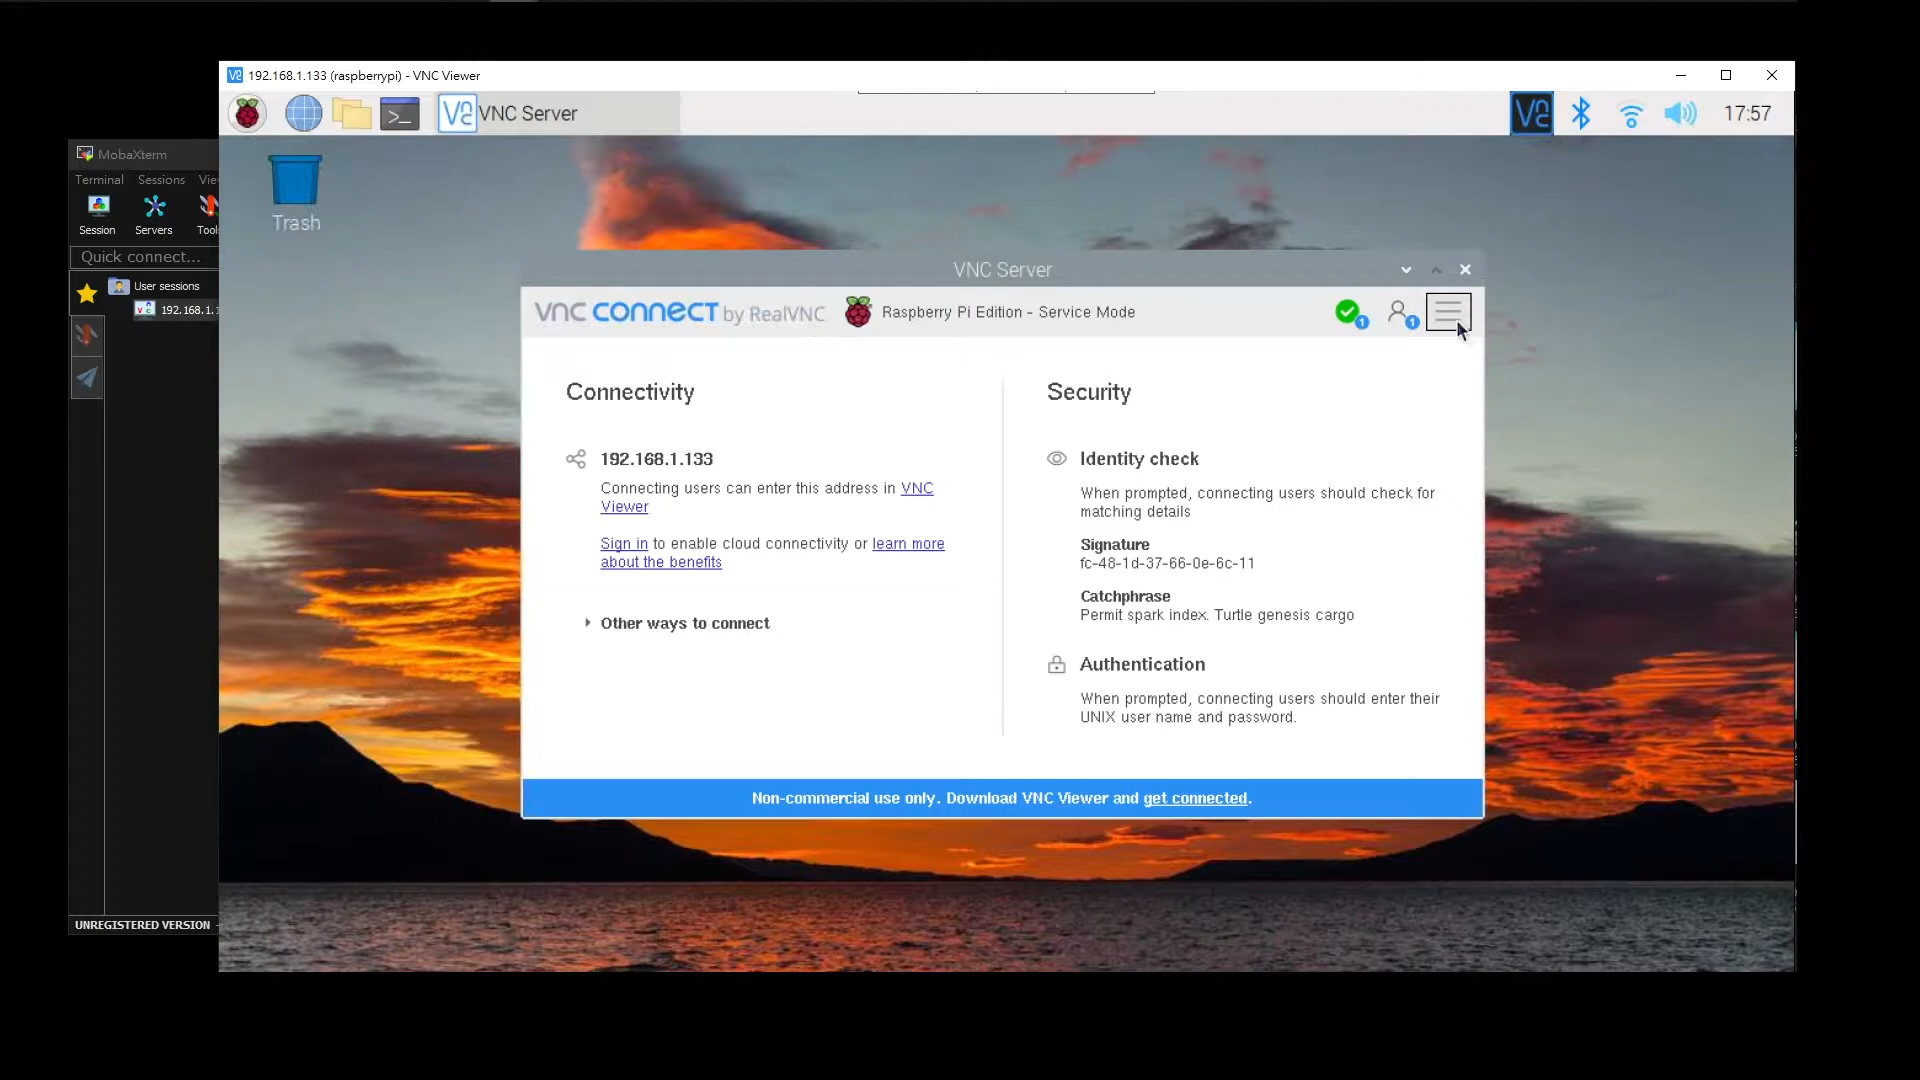 192.168.1.133 (raspberrypi) - VNC Viewer
VNC Server
17:57
MobaXterm
Terminal Sessions
Session Servers
Quick connect...
User sessions
192.168.1.1
UNREGISTERED VERSION
Trash
VNC Server
VNC CONNECT by RealVNC Raspberry Pi Edition - Service Mode
1 1
Connectivity
192.168.1.133
Connecting users can enter this address in VNC
Viewer
Sign in to enable cloud connectivity or learn more
about the benefits
Other ways to connect
Security
Identity check
When prompted, connecting users should check for
matching details
Signature
fc-48-1d-37-66-0e-6c-11
Catchphrase
Permit spark index. Turtle genesis cargo
Authentication
When prompted, connecting users should enter their
UNIX user name and password.
Non-commercial use only. Download VNC Viewer and get connected.